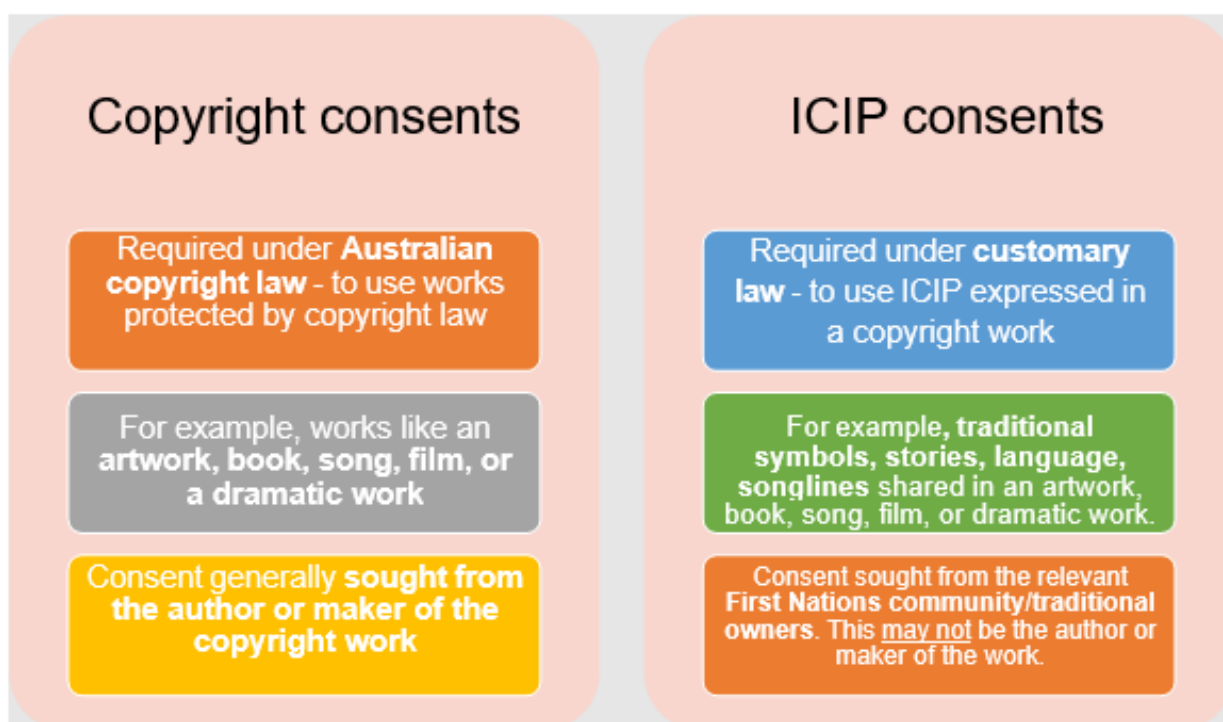 Copyright consents
Required under Australian
copyright law - to use works
protected by copyright law
For example, works like an
artwork, book, song, film, or
a dramatic work
Consent generally sought from
the author or maker of the
copyright work
ICIP consents
Required under customary
law - to use ICIP expressed in
a copyright work
For example, traditional
symbols, stories, language,
songlines shared in an artwork,
book, song, film, or dramatic work.
Consent sought from the relevant
First Nations community/traditional
owners. This may not be the author or
maker of the work.